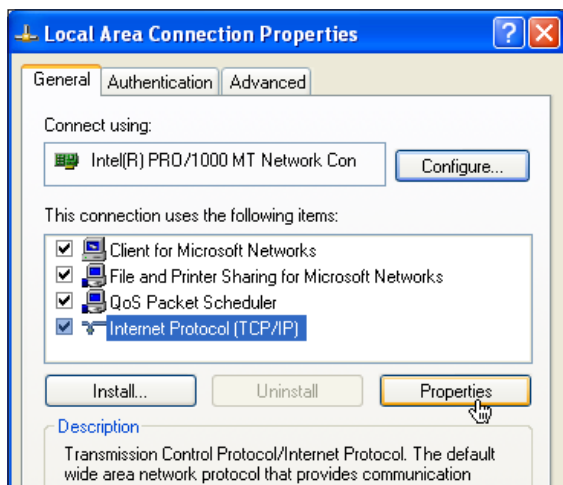 Local Area Connection Properties
General Authentication Advanced
Connect using:
Intel(R) PRO/1000 MT Network Con
Configure...
This connection uses the following items:
Client for Microsoft Networks
File and Printer Sharing for Microsoft Networks
QoS Packet Scheduler
Internet Protocol (TCP/IP)
Install... Uninstall Properties
Description
Transmission Control Protocol/Internet Protocol. The default
wide area network protocol that provides communication